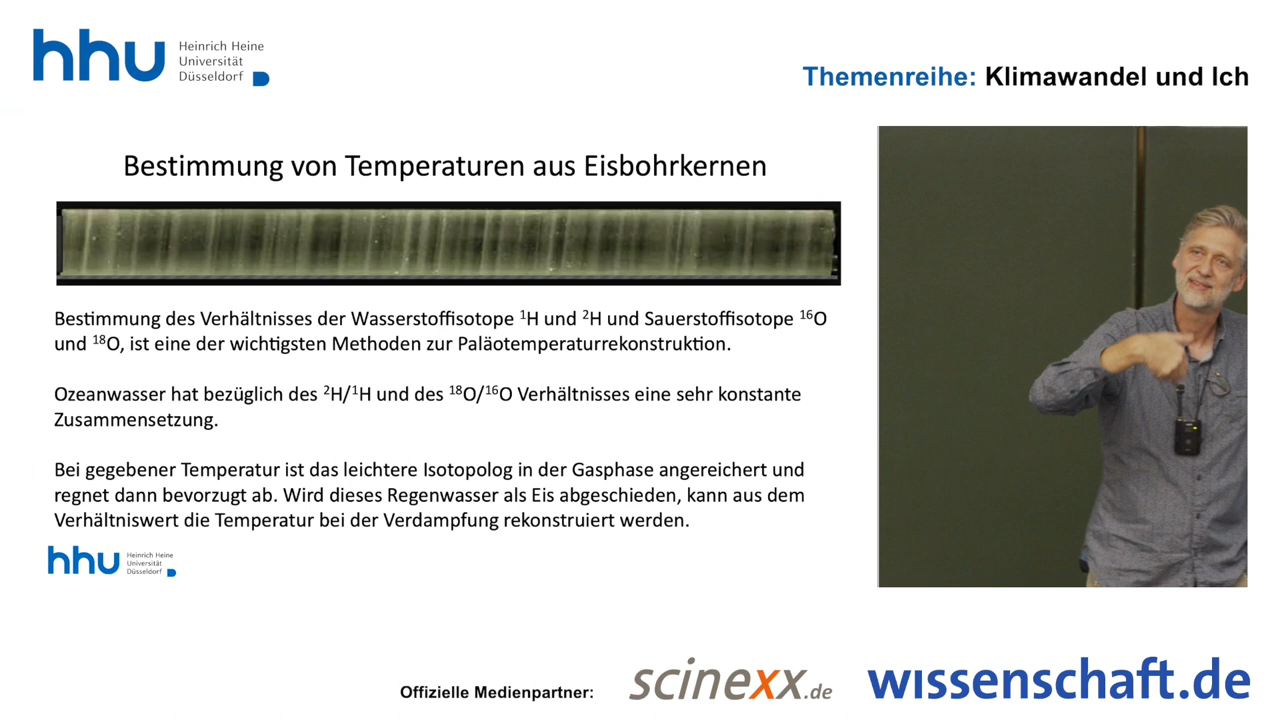 hhu Heinrich Heine
Universität
Düsseldorf
Themenreihe: Klimawandel und Ich
Bestimmung von Temperaturen aus Eisbohrkernen
Bestimmung des Verhältnisses der Wasserstoffisotope ¹H und ²H und Sauerstoffisotope ¹⁶O
und ¹⁸O, ist eine der wichtigsten Methoden zur Paläotemperaturrekonstruktion.
Ozeanwasser hat bezüglich des ²H/¹H und des ¹⁸O/¹⁶O Verhältnisses eine sehr konstante
Zusammensetzung.
Bei gegebener Temperatur ist das leichtere Isotopolog in der Gasphase angereichert und
regnet dann bevorzugt ab. Wird dieses Regenwasser als Eis abgeschieden, kann aus dem
Verhältniswert die Temperatur bei der Verdampfung rekonstruiert werden.
hhu Heinrich Heine
Universität
Düsseldorf
Offizielle Medienpartner: scinexx.de wissenschaft.de